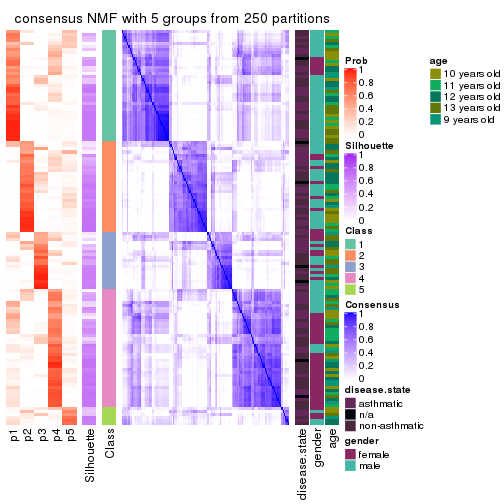 consensus NMF with 5 groups from 250 partitions
Prob
1
0.8
0.6
0.4
0.2
0
Silhouette
1
0.8
0.6
0.4
0.2
0
Class
1
2
3
4
5
Consensus
1
0.8
0.6
0.4
0.2
0
disease.state
asthmatic
n/a
non-asthmatic
gender
female
male
age
10 years old
11 years old
12 years old
13 years old
9 years old
p1
p2
p3
p4
p5
Silhouette
Class
disease.state
gender
age